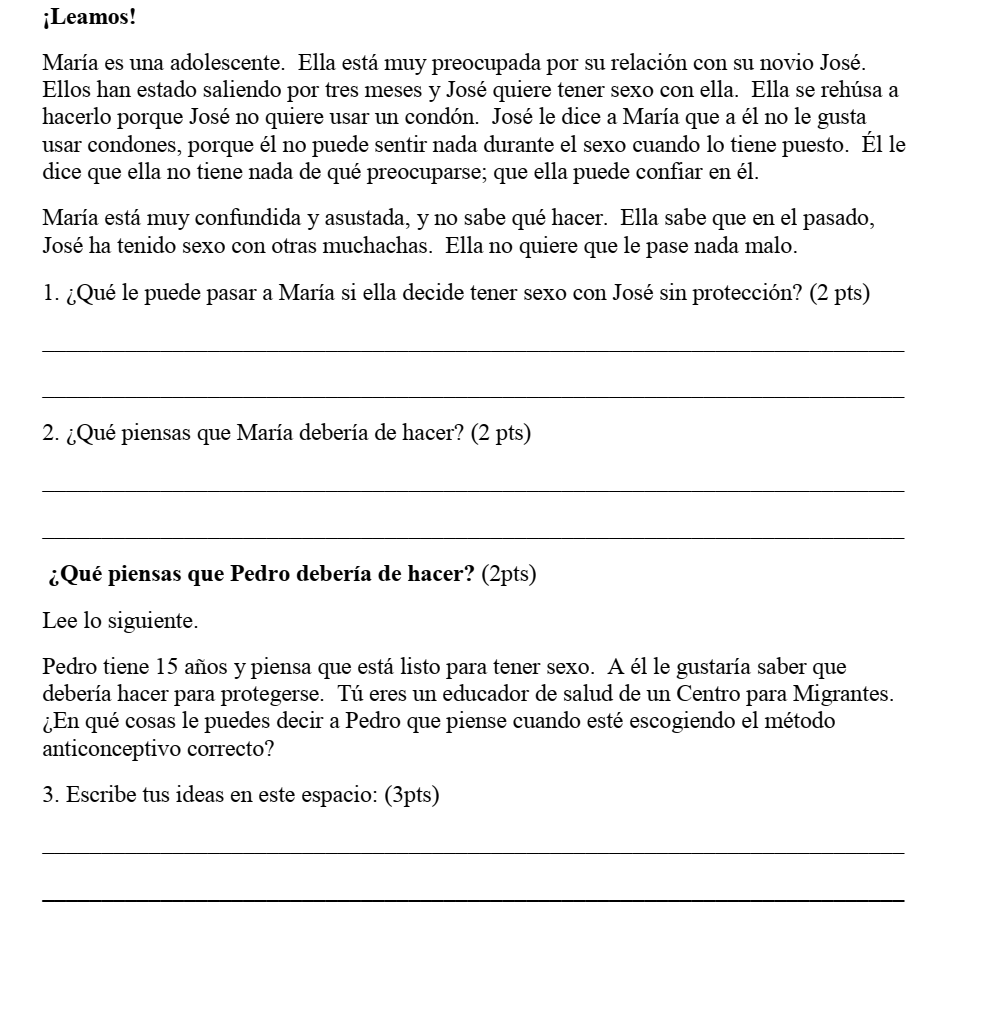 ¡Leamos!
María es una adolescente.  Ella está muy preocupada por su relación con su novio José.
Ellos han estado saliendo por tres meses y José quiere tener sexo con ella.  Ella se rehúsa a
hacerlo porque José no quiere usar un condón.  José le dice a María que a él no le gusta
usar condones, porque él no puede sentir nada durante el sexo cuando lo tiene puesto.  Él le
dice que ella no tiene nada de qué preocuparse; que ella puede confiar en él.
María está muy confundida y asustada, y no sabe qué hacer.  Ella sabe que en el pasado,
José ha tenido sexo con otras muchachas.  Ella no quiere que le pase nada malo.
1. ¿Qué le puede pasar a María si ella decide tener sexo con José sin protección? (2 pts)
2. ¿Qué piensas que María debería de hacer? (2 pts)
¿Qué piensas que Pedro debería de hacer? (2pts)
Lee lo siguiente.
Pedro tiene 15 años y piensa que está listo para tener sexo.  A él le gustaría saber que
debería hacer para protegerse.  Tú eres un educador de salud de un Centro para Migrantes.
¿En qué cosas le puedes decir a Pedro que piense cuando esté escogiendo el método
anticonceptivo correcto?
3. Escribe tus ideas en este espacio: (3pts)